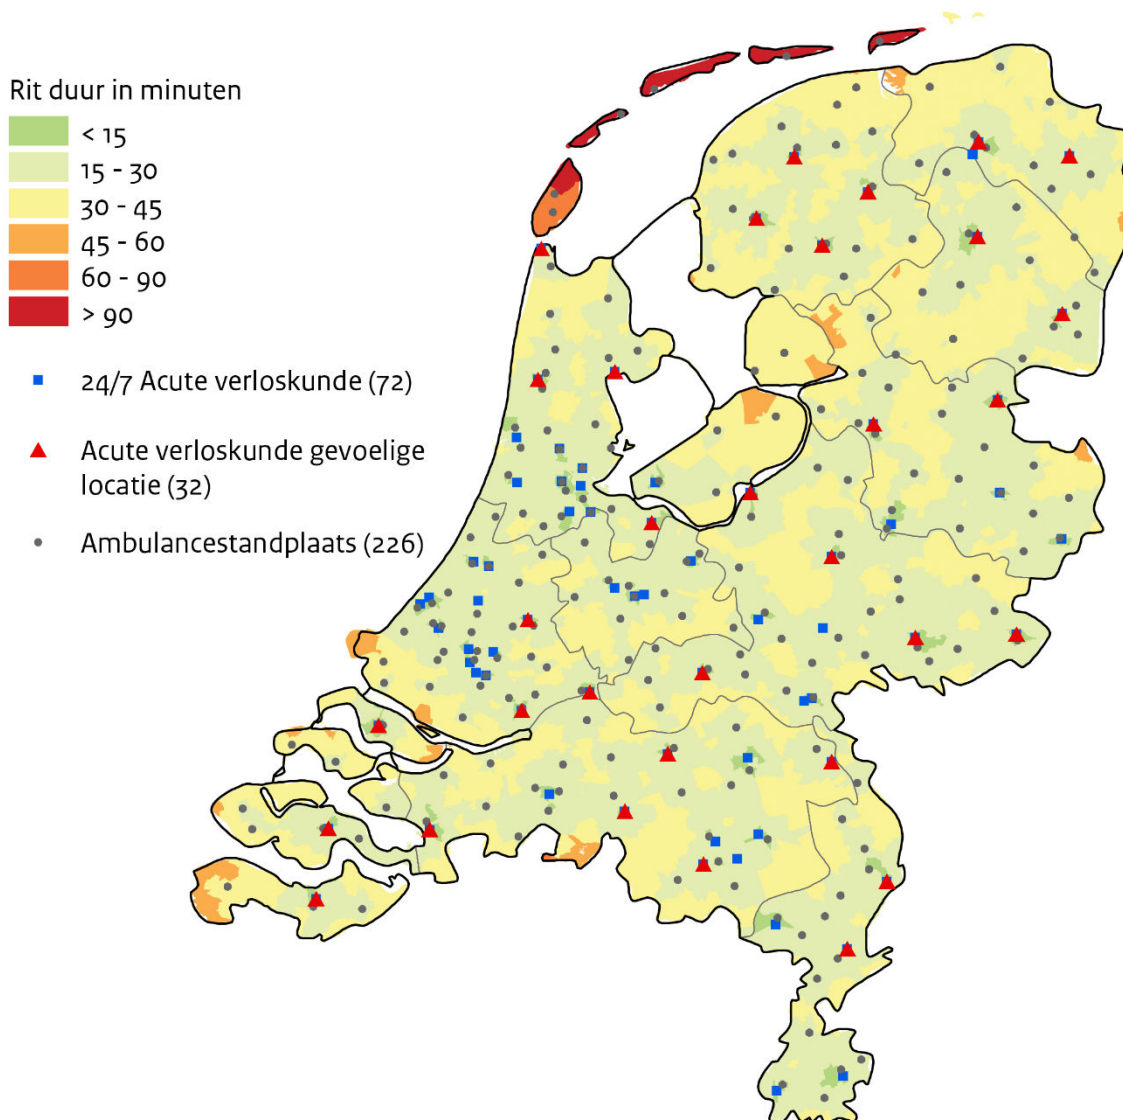 Rit duur in minuten
< 15
15 - 30
30 - 45
45 - 60
60 - 90
> 90
24/7 Acute verloskunde (72)
Acute verloskunde gevoelige
locatie (32)
Ambulancestandplaats (226)